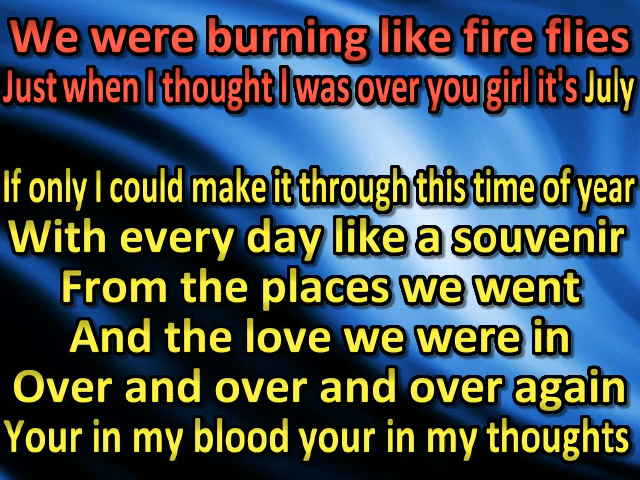 We were burning like fire flies
Just when I thought I was over you girl it's July
If only I could make it through this time of year
With every day like a souvenir
From the places we went
And the love we were in
Over and over and over again
Your in my blood your in my thoughts